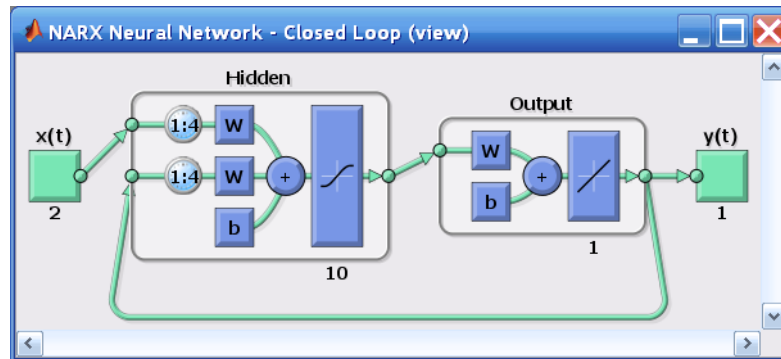 NARX Neural Network - Closed Loop (view)
Hidden
Output
x(t)
1:4
W
W
y(t)
+
+
1:4
W
2
b
b
1
1
10